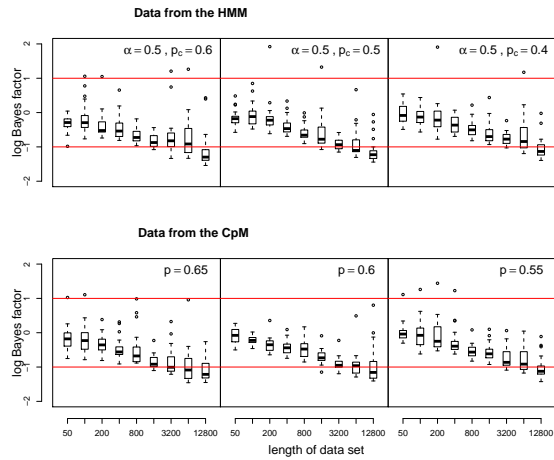 Data from the HMM
α = 0.5 , p_c = 0.6
α = 0.5 , p_c = 0.5
α = 0.5 , p_c = 0.4
log Bayes factor
2
1
0
−1
−2
Data from the CpM
p = 0.65
p = 0.6
p = 0.55
log Bayes factor
2
1
0
−1
−2
50 200 800 3200 12800
50 200 800 3200 12800
50 200 800 3200 12800
length of data set